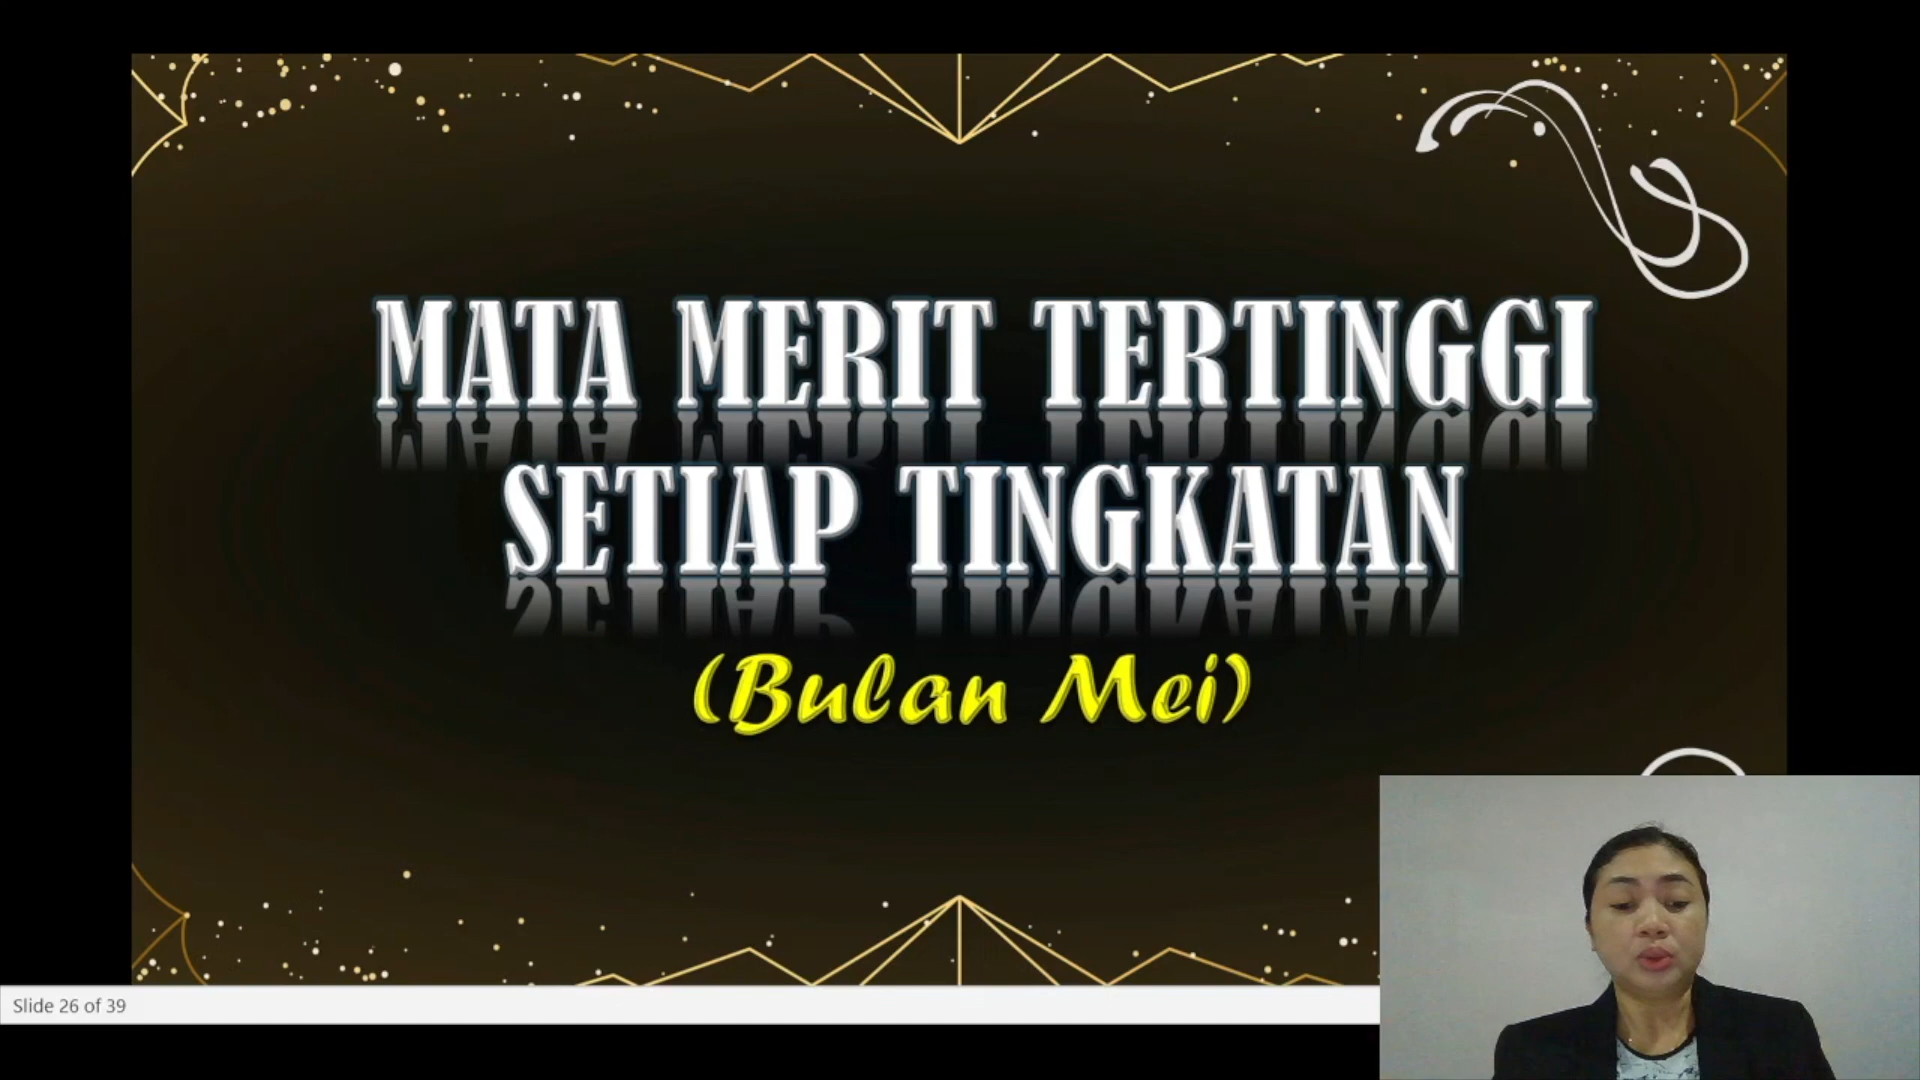 MATA MERIT TERTINGGI
SETIAP TINGKATAN
(Bulan Mei)
Slide 26 of 39